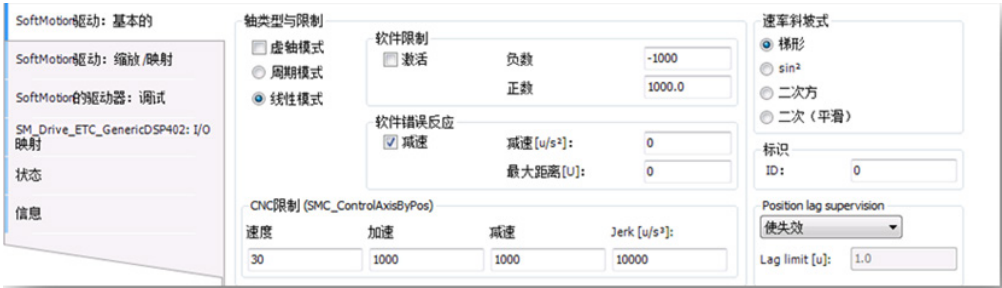 SoftMotion驱动：基本的
SoftMotion驱动：缩放/映射
SoftMotion的驱动器：调试
SM_Drive_ETC_GenericDSP402: I/O
映射
状态
信息
轴类型与限制
虚轴模式
周期模式
线性模式
软件限制
激活
负数
-1000
正数
1000.0
软件错误反应
减速
减速[u/s²]:
0
最大距离[U]:
0
CNC限制 (SMC_ControlAxisByPos)
速度 加速 减速 Jerk [u/s³]:
30 1000 1000 10000
速率斜坡式
梯形
sin²
二次方
二次（平滑）
标识
ID: 0
Position lag supervision
使失效
Lag limit [u]: 1.0